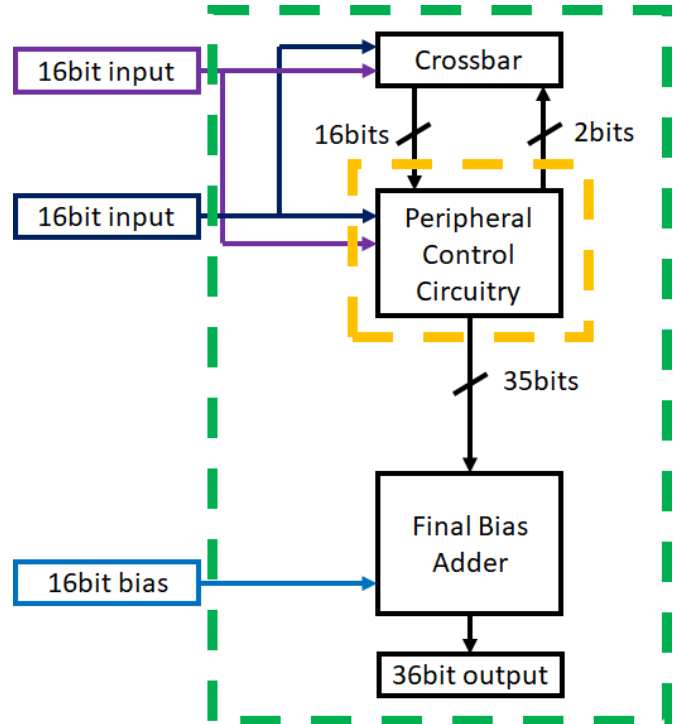 16bit input
Crossbar
16bits
2bits
16bit input
Peripheral
Control
Circuitry
35bits
Final Bias
Adder
16bit bias
36bit output